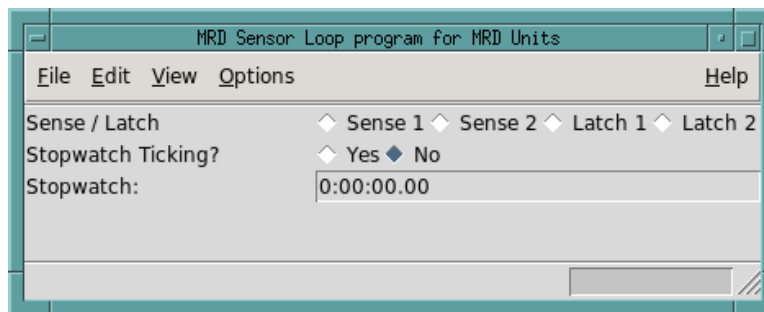 MRD Sensor Loop program for MRD Units
File Edit View Options Help
Sense / Latch Sense 1 Sense 2 Latch 1 Latch 2
Stopwatch Ticking? Yes No
Stopwatch: 0:00:00.00